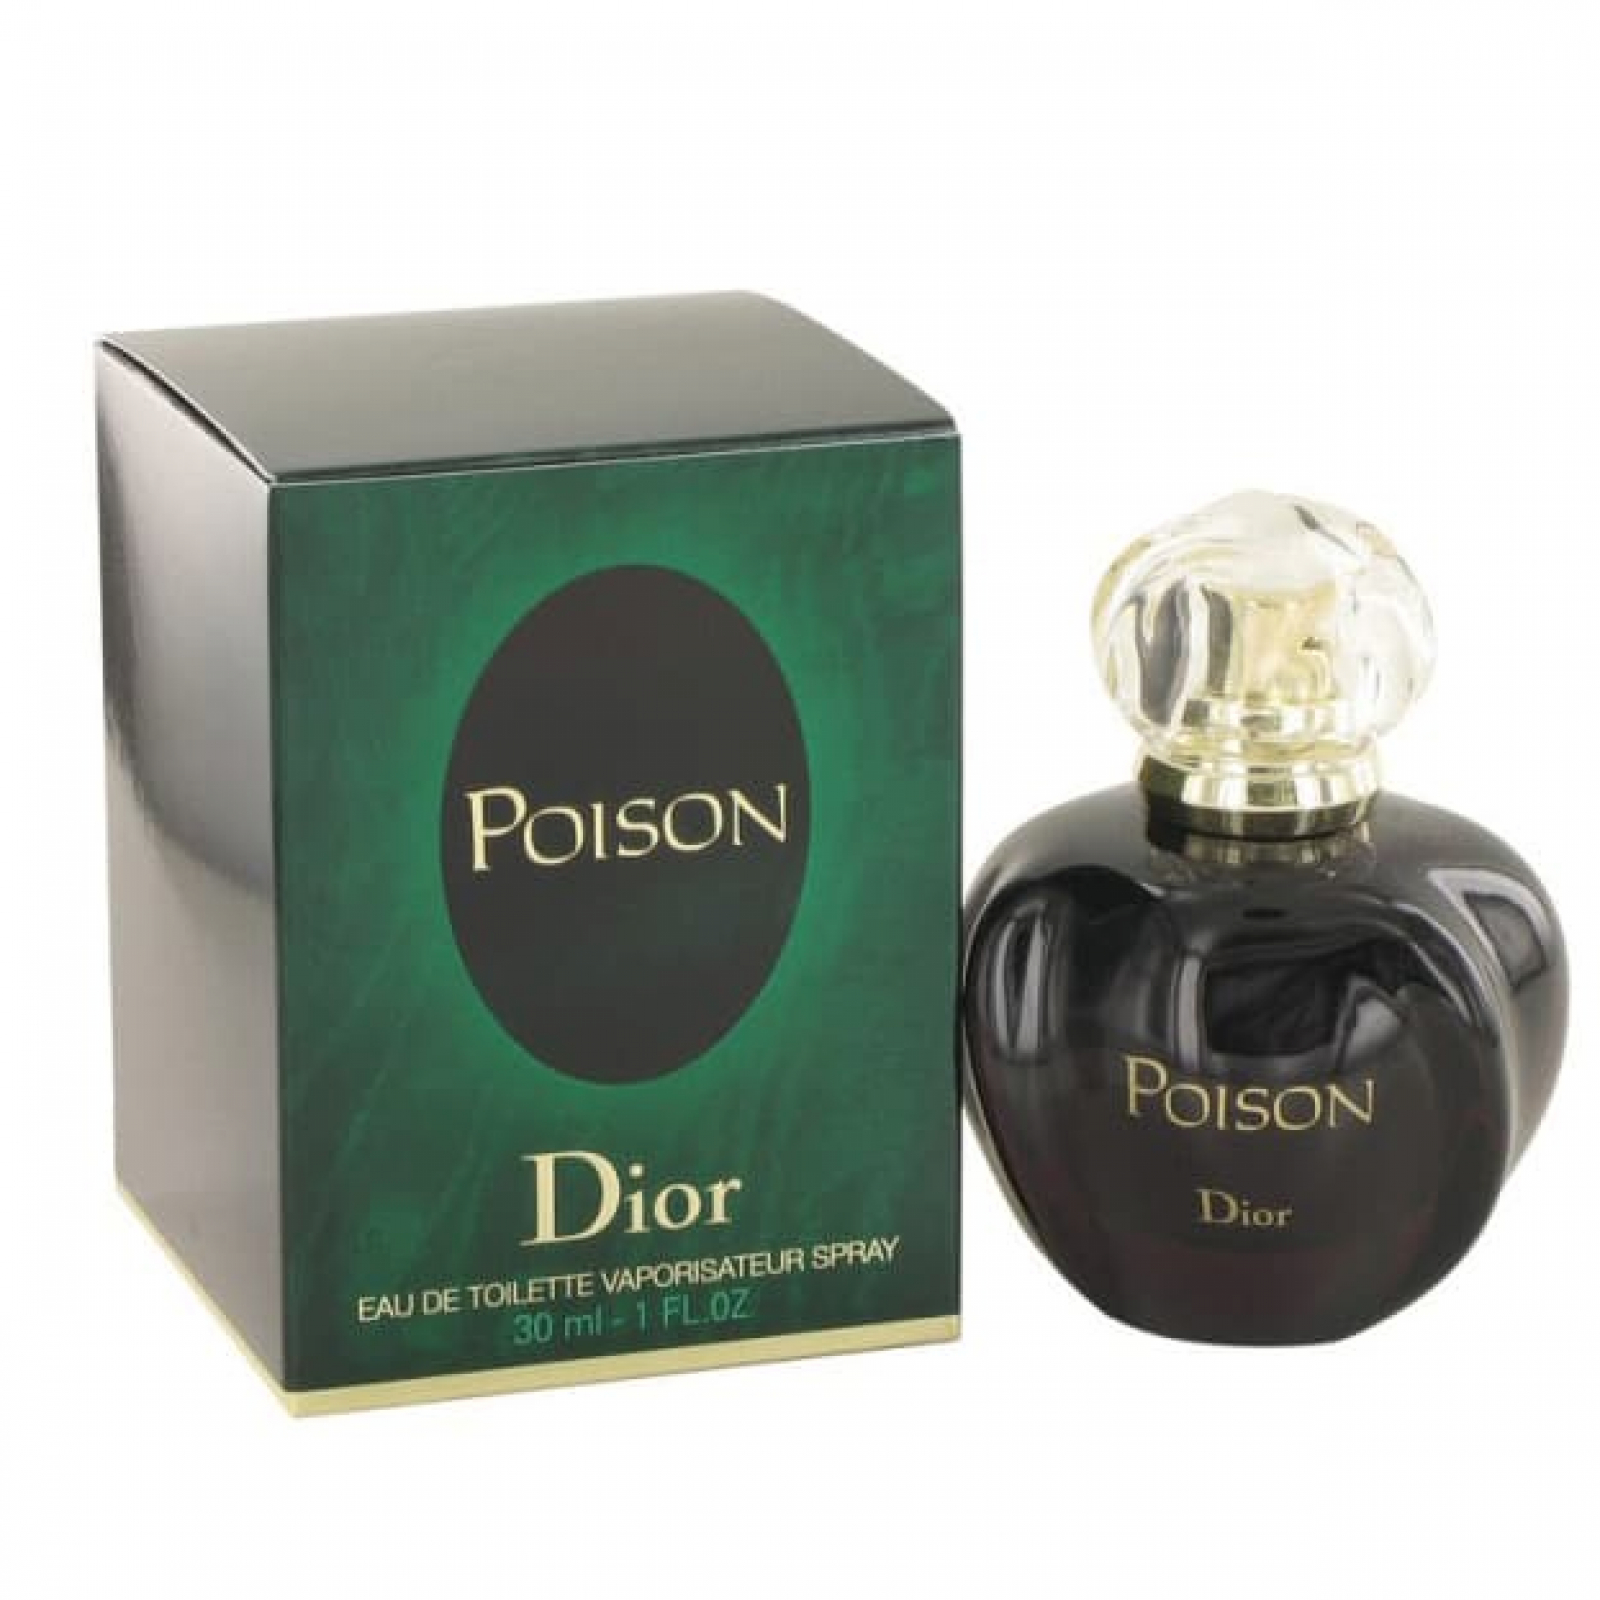 POISON
Dior
EAU DE TOILETTE VAPORISATEUR SPRAY
30 ml - 1 FL.OZ
POISON
Dior